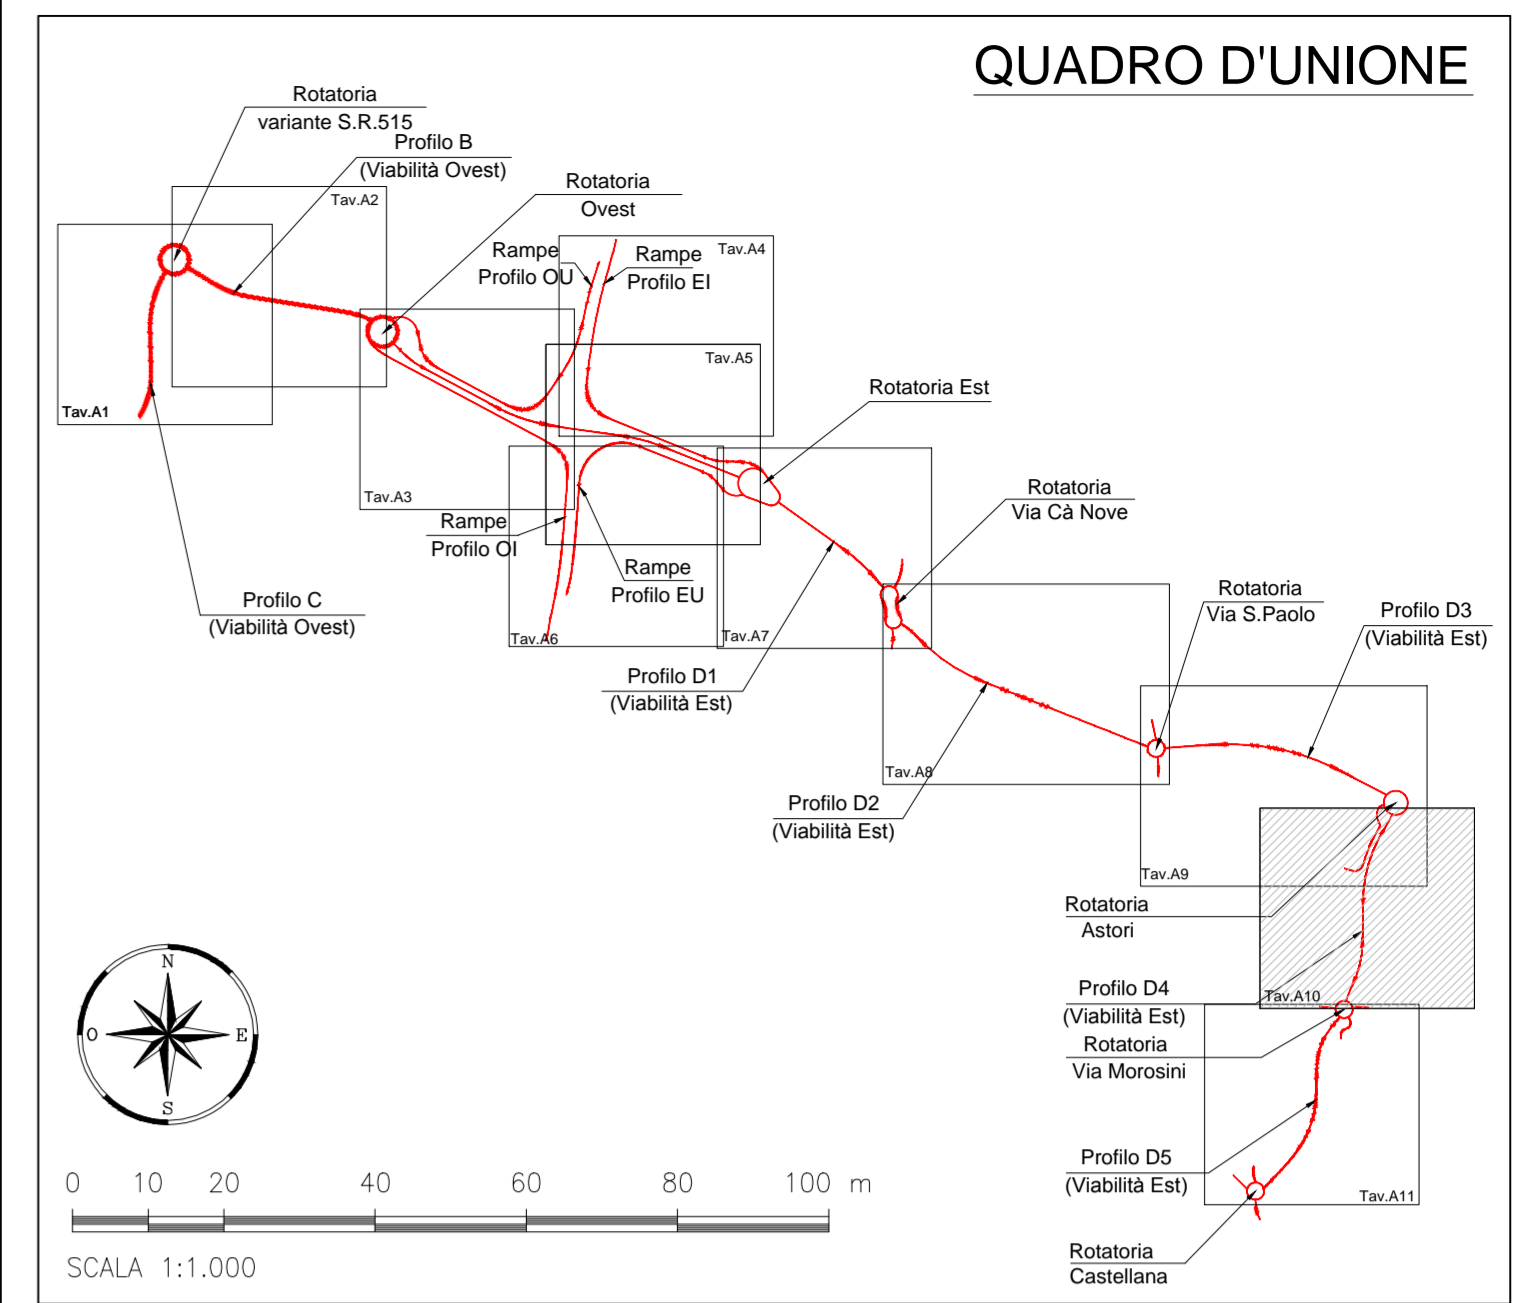 QUADRO D'UNIONE
Rotatoria
variante S.R.515
Profilo B
(Viabilità Ovest)
Rotatoria
Ovest
Tav.A2
Rampe
Profilo OU
Rampe
Profilo EI
Tav.A4
Tav.A5
Rotatoria Est
Tav.A1
Tav.A3
Rampe
Profilo OI
Rotatoria
Via Cà Nove
Rampe
Profilo EU
Profilo C
(Viabilità Ovest)
Rotatoria
Via S.Paolo
Profilo D3
(Viabilità Est)
Tav.A6
Tav.A7
Profilo D1
(Viabilità Est)
Tav.A8
Profilo D2
(Viabilità Est)
Tav.A9
Rotatoria
Astori
Profilo D4
(Viabilità Est)
Tav.A10
Rotatoria
Via Morosini
Profilo D5
(Viabilità Est)
Tav.A11
Rotatoria
Castellana
N
O
E
S
0 10 20 40 60 80 100 m
SCALA 1:1.000